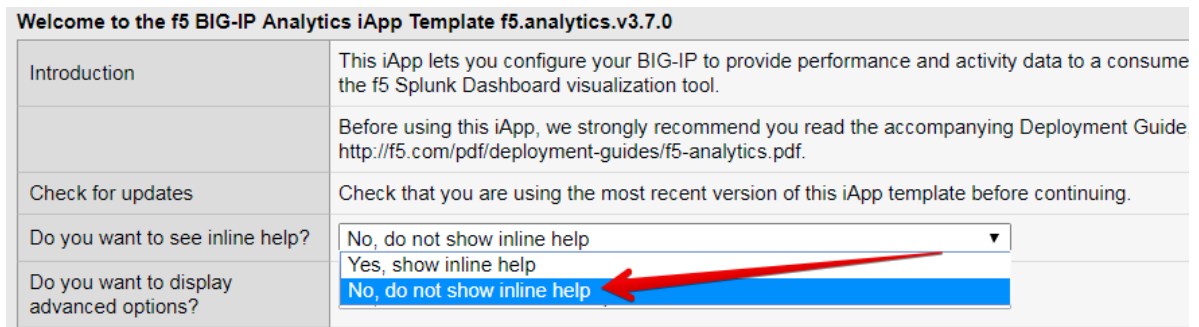 Welcome to the f5 BIG-IP Analytics iApp Template f5.analytics.v3.7.0
Introduction
This iApp lets you configure your BIG-IP to provide performance and activity data to a consume
the f5 Splunk Dashboard visualization tool.
Before using this iApp, we strongly recommend you read the accompanying Deployment Guide
http://f5.com/pdf/deployment-guides/f5-analytics.pdf.
Check for updates
Check that you are using the most recent version of this iApp template before continuing.
Do you want to see inline help?
No, do not show inline help
Yes, show inline help
No, do not show inline help
Do you want to display
advanced options?